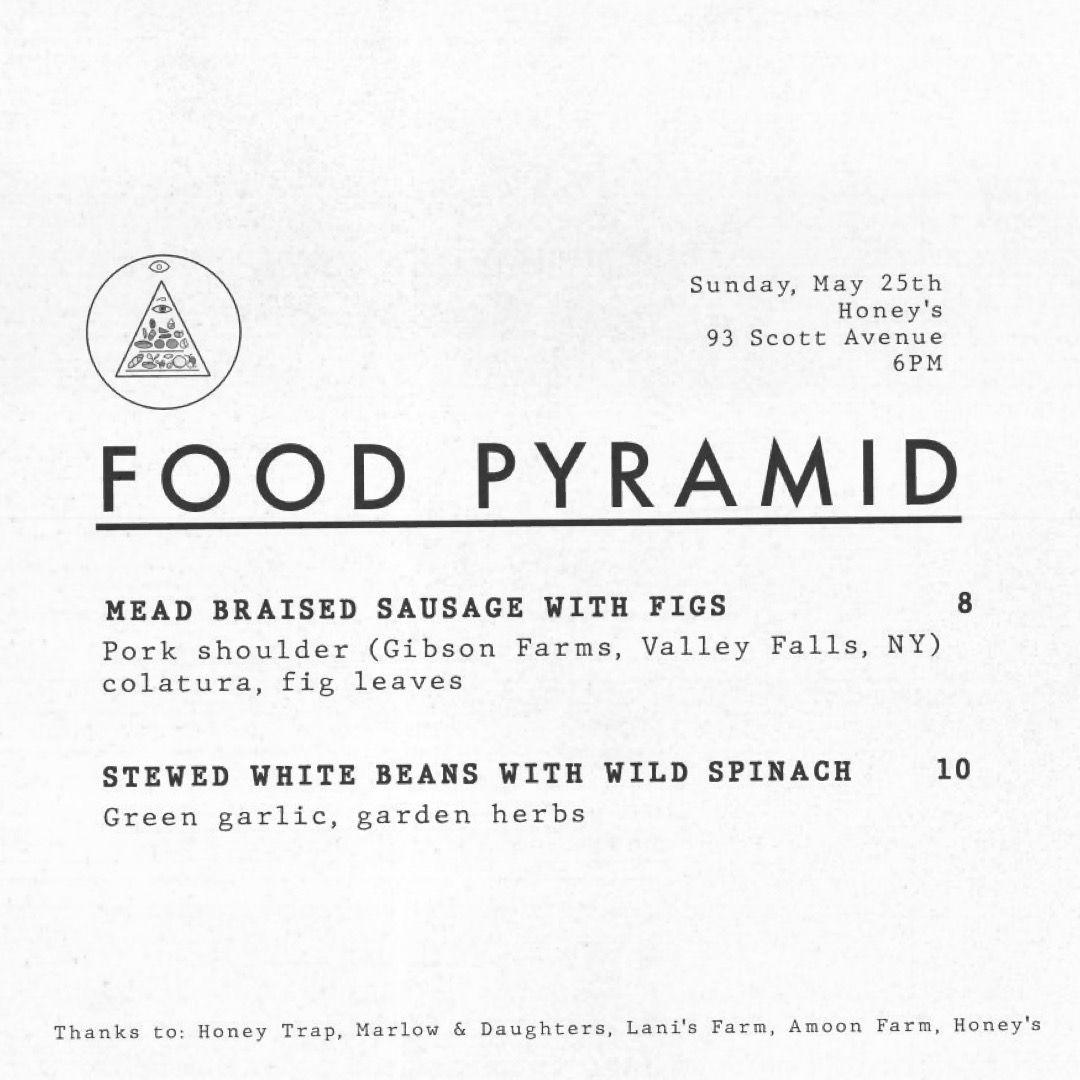 Sunday, May 25th
Honey's
93 Scott Avenue
6PM
FOOD PYRAMID
MEAD BRAISED SAUSAGE WITH FIGS 8
Pork shoulder (Gibson Farms, Valley Falls, NY)
colatura, fig leaves
STEWED WHITE BEANS WITH WILD SPINACH 10
Green garlic, garden herbs
Thanks to: Honey Trap, Marlow & Daughters, Lani's Farm, Amoon Farm, Honey's